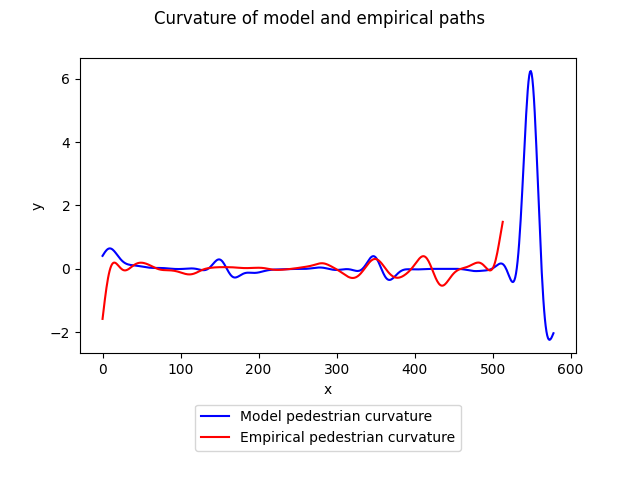 Curvature of model and empirical paths
6
4
2
0
−2
y
0 100 200 300 400 500 600
x
Model pedestrian curvature
Empirical pedestrian curvature